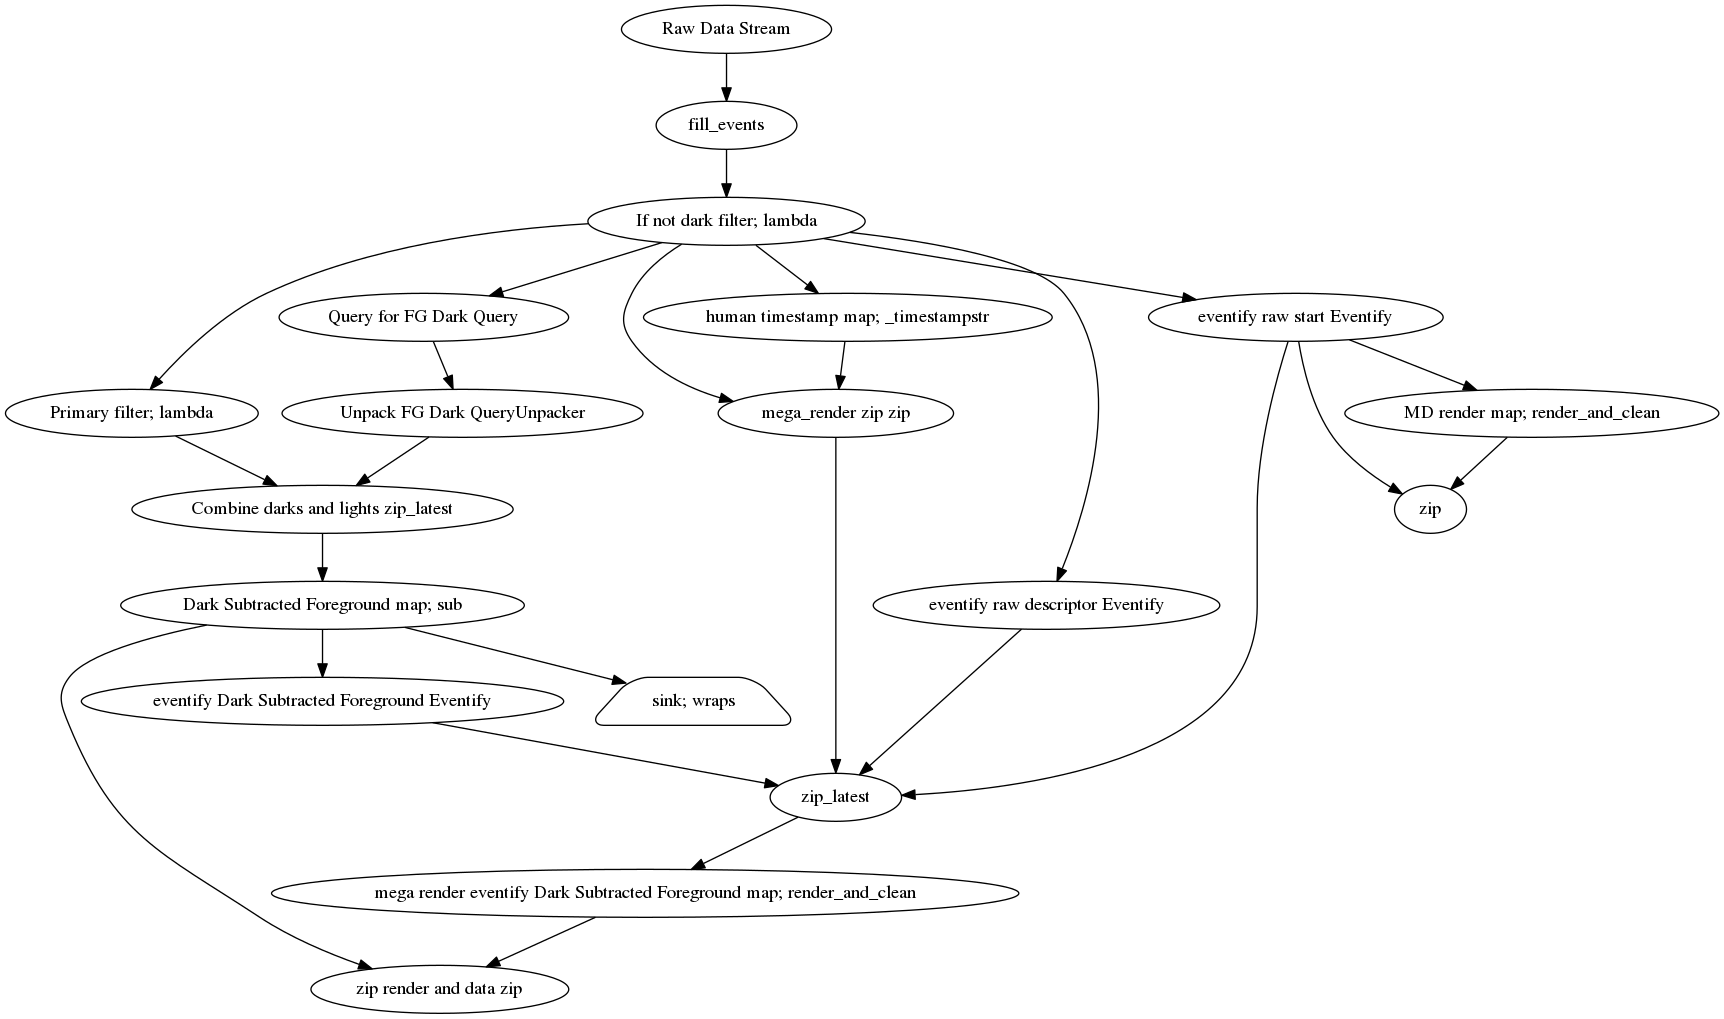 Raw Data Stream
fill_events
If not dark filter; lambda
Query for FG Dark Query
human timestamp map; _timestampstr
eventify raw start Eventify
Primary filter; lambda
Unpack FG Dark QueryUnpacker
mega_render zip zip
MD render map; render_and_clean
Combine darks and lights zip_latest
zip
Dark Subtracted Foreground map; sub
eventify raw descriptor Eventify
eventify Dark Subtracted Foreground Eventify
sink; wraps
zip_latest
mega render eventify Dark Subtracted Foreground map; render_and_clean
zip render and data zip